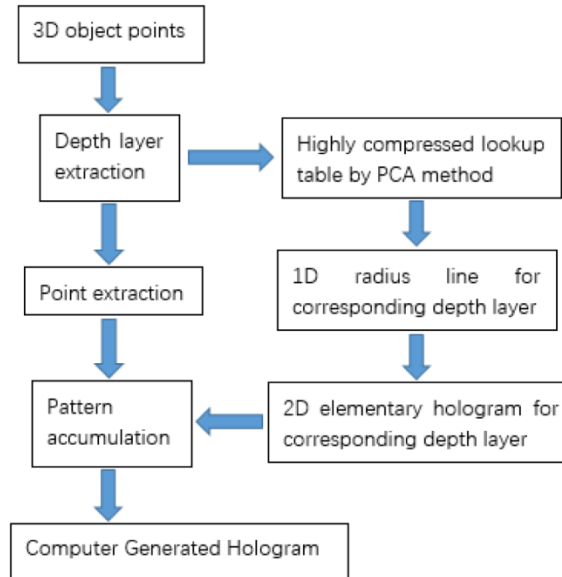 3D object points
Depth layer
extraction
Highly compressed lookup
table by PCA method
Point extraction
1D radius line for
corresponding depth layer
Pattern
accumulation
2D elementary hologram for
corresponding depth layer
Computer Generated Hologram